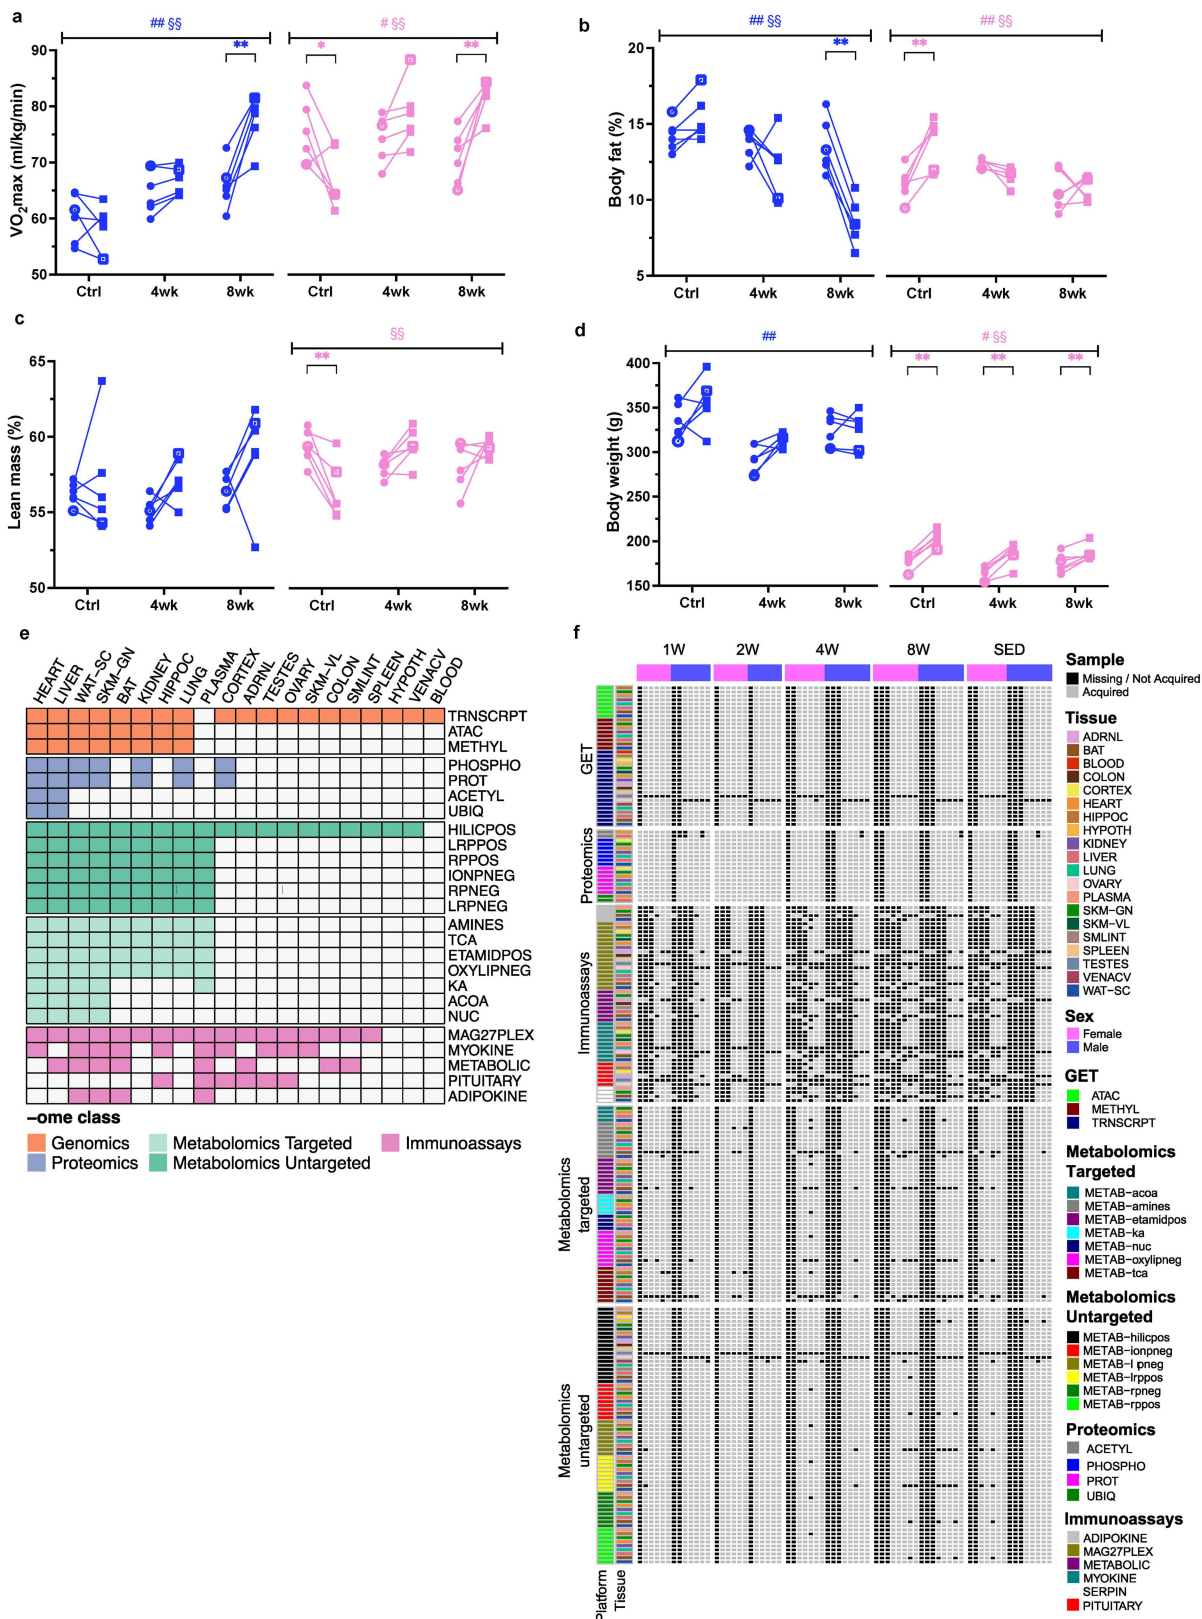 a
## §§
# §§
**
*
**
VO2max (ml/kg/min)
90
80
70
60
50
Ctrl
4wk
8wk
Ctrl
4wk
8wk
b
## §§
## §§
**
**
Body fat (%)
20
15
10
5
Ctrl
4wk
8wk
Ctrl
4wk
8wk
c
§§
**
Lean mass (%)
65
60
55
50
Ctrl
4wk
8wk
Ctrl
4wk
8wk
d
##
# §§
**
**
**
Body weight (g)
400
350
300
250
200
150
Ctrl
4wk
8wk
Ctrl
4wk
8wk
e
HEART
LIVER
WAT-SC
SKM-GN
BAT
KIDNEY
HIPPOC
LUNG
PLASMA
CORTEX
ADRNL
TESTES
OVARY
SKM-VL
COLON
SMLINT
SPLEEN
HYPOTH
VENACV
BLOOD
TRNSCRPT
ATAC
METHYL
PHOSPHO
PROT
ACETYL
UBIQ
HILICPOS
LRPPOS
RPPOS
IONPNEG
RPNEG
LRPNEG
AMINES
TCA
ETAMIDPOS
OXYLIPNEG
KA
ACOA
NUC
MAG27PLEX
MYOKINE
METABOLIC
PITUITARY
ADIPOKINE
–ome class
Genomics
Proteomics
Metabolomics Targeted
Metabolomics Untargeted
Immunoassays
f
1W
2W
4W
8W
SED
GET
Proteomics
Immunoassays
Metabolomics
targeted
Metabolomics
untargeted
Platform
Tissue
Sample
Missing / Not Acquired
Acquired
Tissue
ADRNL
BAT
BLOOD
COLON
CORTEX
HEART
HIPPOC
HYPOTH
KIDNEY
LIVER
LUNG
OVARY
PLASMA
SKM-GN
SKM-VL
SMLINT
SPLEEN
TESTES
VENACV
WAT-SC
Sex
Female
Male
GET
ATAC
METHYL
TRNSCRPT
Metabolomics
Targeted
METAB-acoa
METAB-amines
METAB-etamidpos
METAB-ka
METAB-nuc
METAB-oxylipneg
METAB-tca
Metabolomics
Untargeted
METAB-hilicpos
METAB-ionpneg
METAB-l pneg
METAB-lrppos
METAB-rpneg
METAB-rppos
Proteomics
ACETYL
PHOSPHO
PROT
UBIQ
Immunoassays
ADIPOKINE
MAG27PLEX
METABOLIC
MYOKINE
SERPIN
PITUITARY